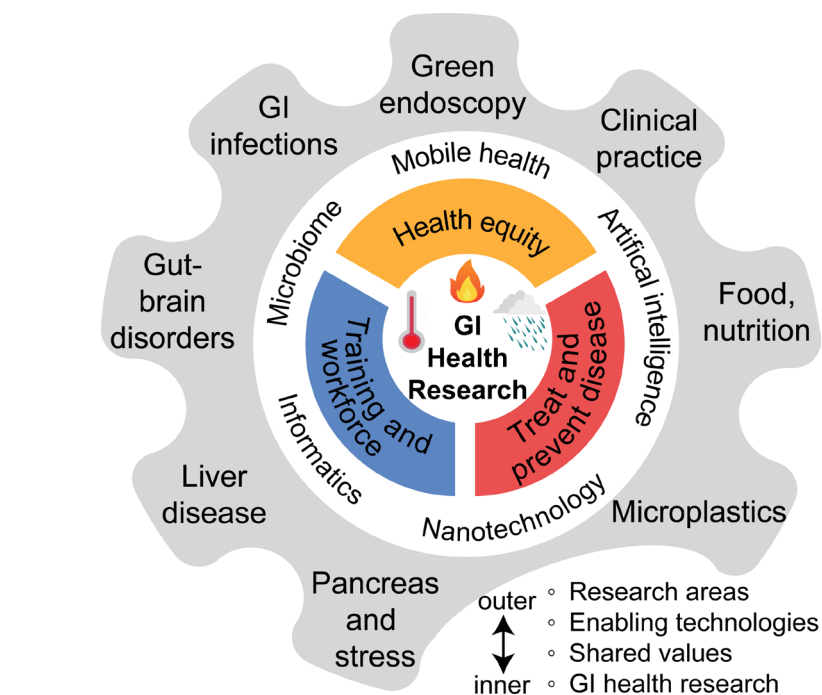 Green
endoscopy
GI
infections
Clinical
practice
Mobile health
Health equity
Microbiome
Artifical intelligence
Gut-
brain
disorders
Food,
nutrition
GI
Health
Research
Training and
workforce
Treat and
prevent disease
Informatics
Nanotechnology
Liver
disease
Microplastics
Pancreas
and
stress
outer
inner
◦ Research areas
◦ Enabling technologies
◦ Shared values
◦ GI health research